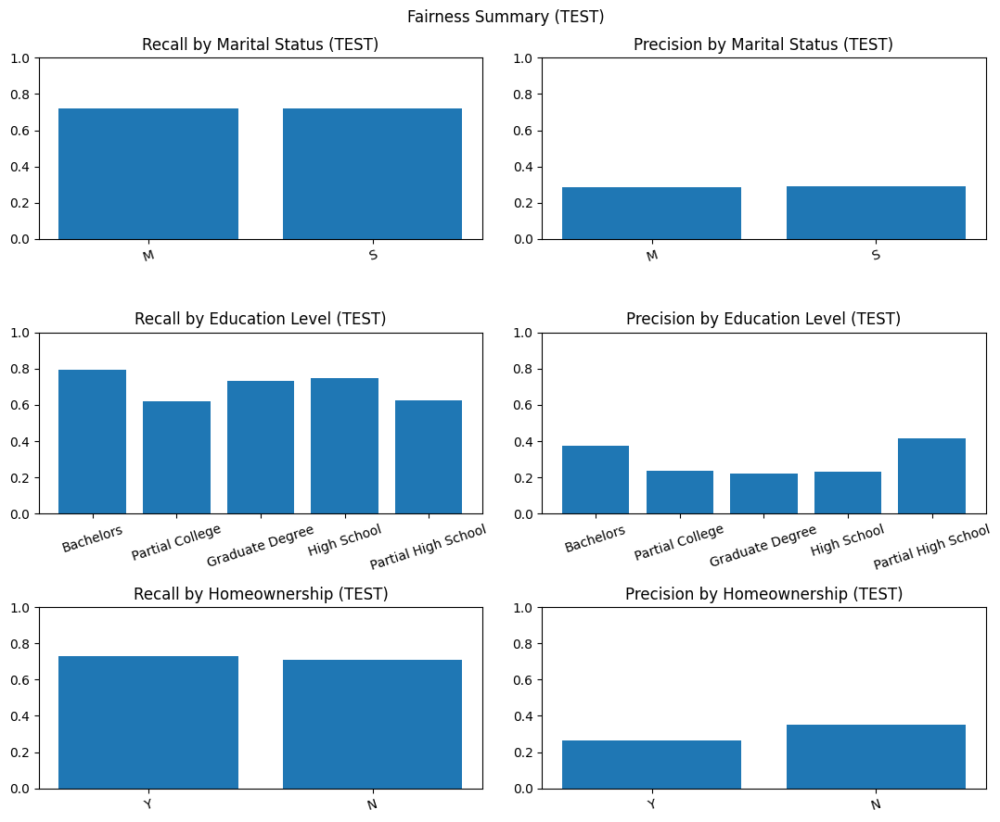 Fairness Summary (TEST)
Recall by Marital Status (TEST)
1.0
0.8
0.6
0.4
0.2
0.0
M S
Precision by Marital Status (TEST)
1.0
0.8
0.6
0.4
0.2
0.0
M S
Recall by Education Level (TEST)
1.0
0.8
0.6
0.4
0.2
0.0
Bachelors Partial College Graduate Degree High School Partial High School
Precision by Education Level (TEST)
1.0
0.8
0.6
0.4
0.2
0.0
Bachelors Partial College Graduate Degree High School Partial High School
Recall by Homeownership (TEST)
1.0
0.8
0.6
0.4
0.2
0.0
Y N
Precision by Homeownership (TEST)
1.0
0.8
0.6
0.4
0.2
0.0
Y N